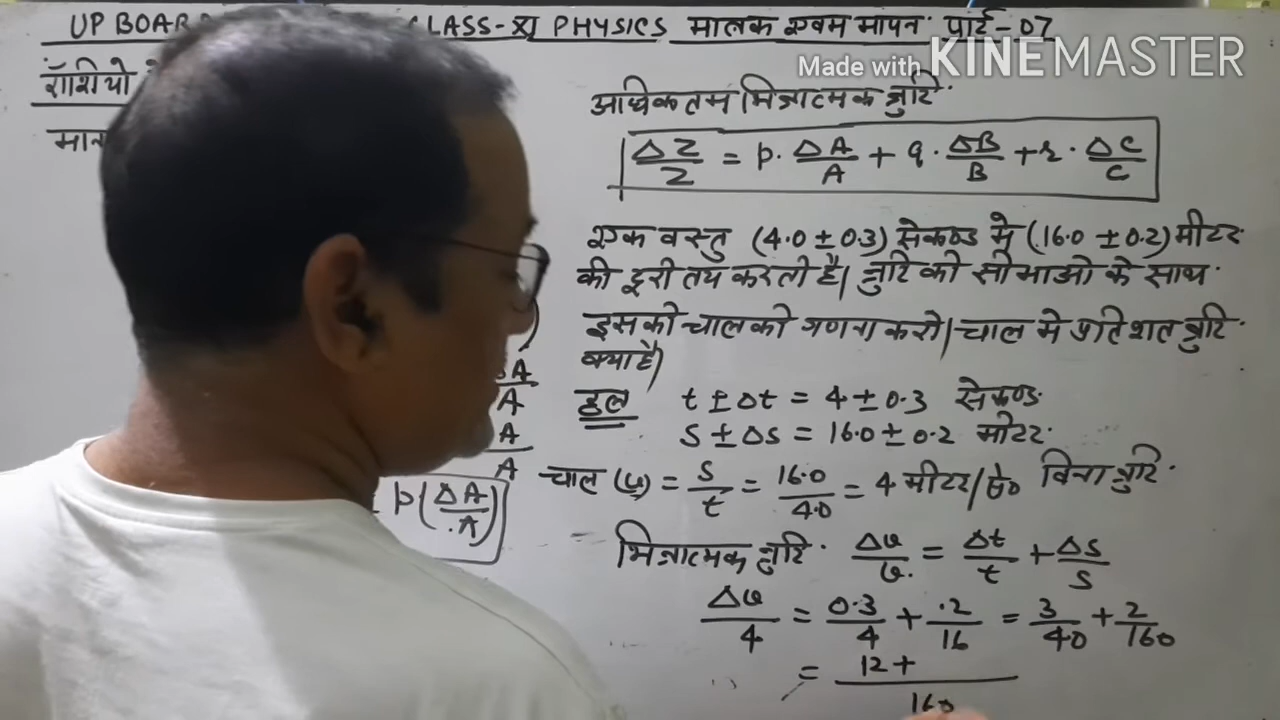 UP BOAR CLASS-XI PHYSICS मात्रक एवम मापन पार्ट-07
Made with KINEMASTER
राशियो
मान
अधिकतम भिन्नात्मक त्रुटि
ΔZ/Z = p. ΔA/A + q. ΔB/B + r. ΔC/C
एक वस्तु (4.0 ± 0.3) सेकण्ड मे (16.0 ± 0.2) मीटर
की दूरी तय करती है। त्रुटि की सीमाओ के साथ
इसकी चाल की गणना करो। चाल मे प्रतिशत त्रुटि
क्या है।
ΔA/A
A/A
हल t ± Δt = 4 ± 0.3 सेकण्ड
S ± ΔS = 16.0 ± 0.2 मीटर
चाल (v) = S/t = 16.0/4.0 = 4 मीटर/से० बिना त्रुटि
p(ΔA/A)
भिन्नात्मक त्रुटि Δv/v = Δt/t + ΔS/S
Δv/4 = 0.3/4 + .2/16 = 3/40 + 2/160
= 12+/160